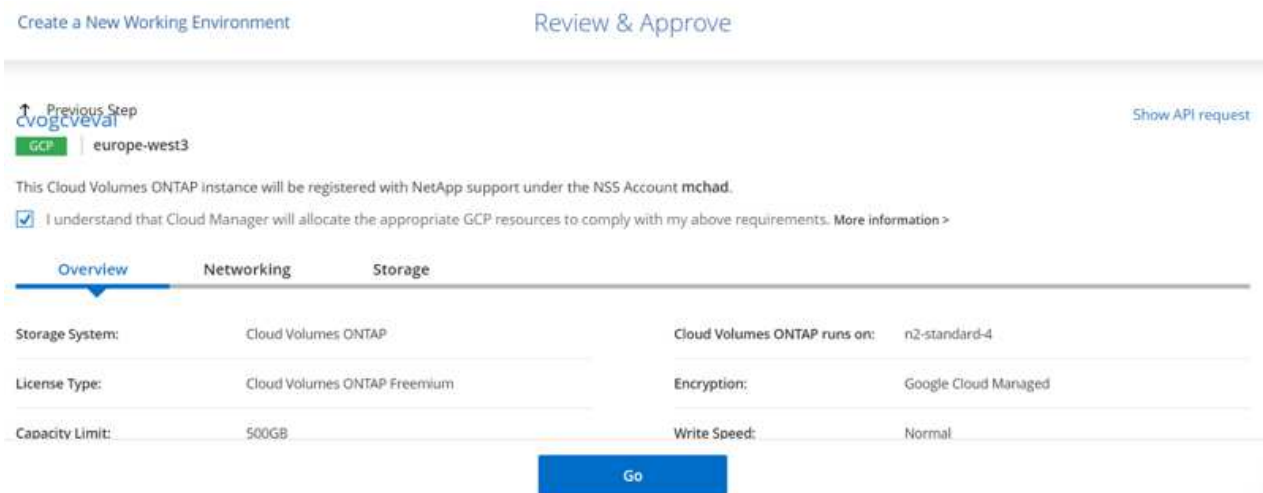 Create a New Working Environment
Review & Approve
↑ Previous Step
cvogcveval
Show API request
GCP | europe-west3
This Cloud Volumes ONTAP instance will be registered with NetApp support under the NSS Account mchad.
I understand that Cloud Manager will allocate the appropriate GCP resources to comply with my above requirements. More information >
Overview Networking Storage
Storage System: Cloud Volumes ONTAP Cloud Volumes ONTAP runs on: n2-standard-4
License Type: Cloud Volumes ONTAP Freemium Encryption: Google Cloud Managed
Capacity Limit: 500GB Write Speed: Normal
Go